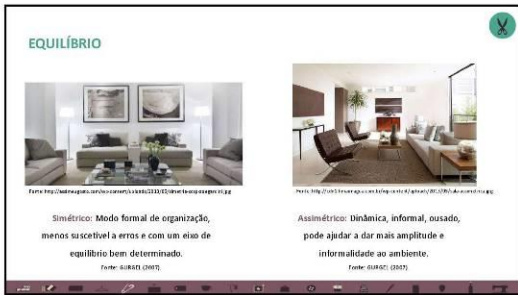 EQUILÍBRIO
Simétrico: Modo formal de organização,
menos suscetível a erros e com um eixo de
equilíbrio bem determinado.
Fonte: GURGEL (2007).
Assimétrico: Dinâmica, informal, ousado,
pode ajudar a dar mais amplitude e
informalidade ao ambiente.
Fonte: GURGEL (2007)